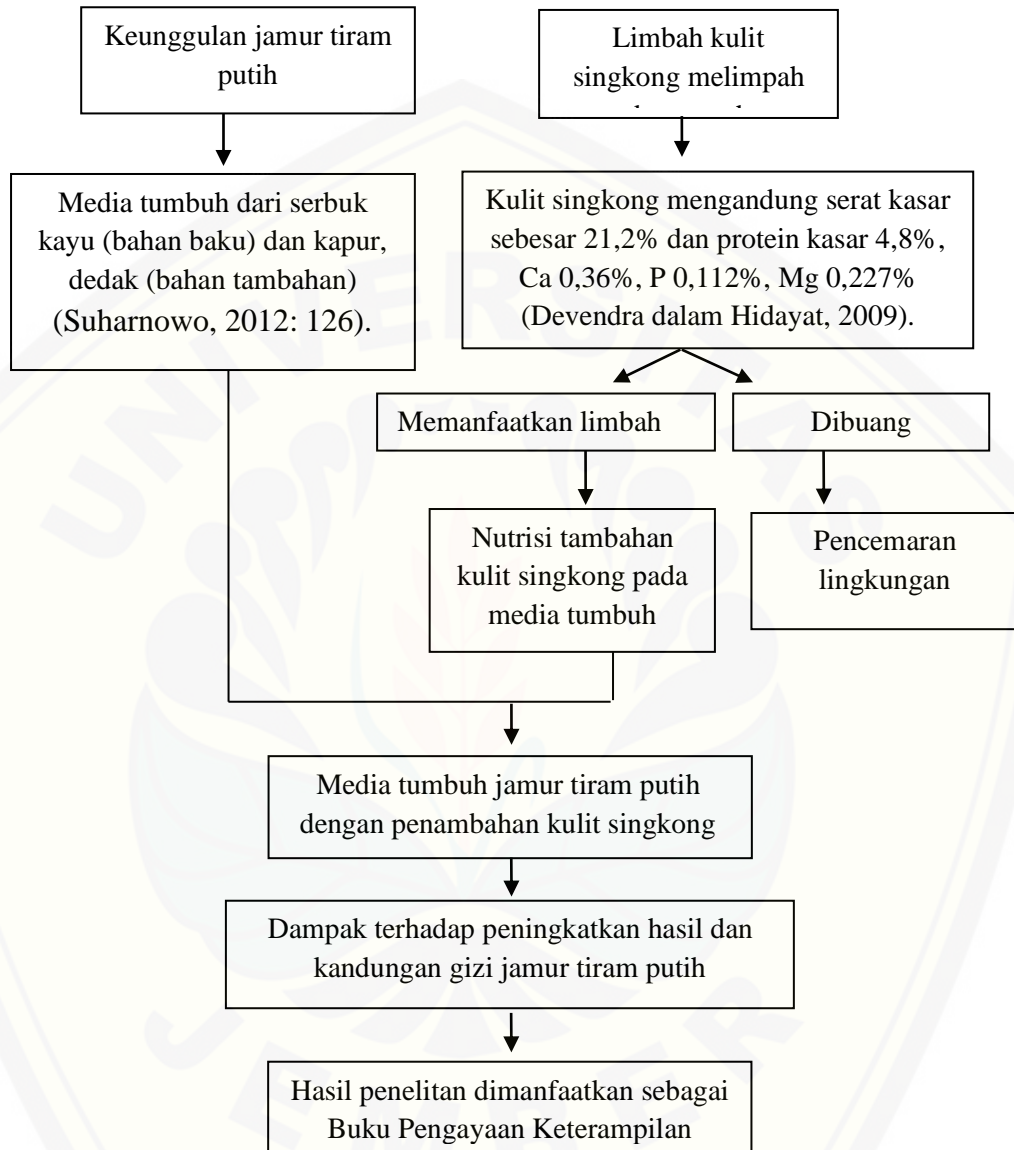 Keunggulan jamur tiram
putih
Limbah kulit
singkong melimpah
Media tumbuh dari serbuk
kayu (bahan baku) dan kapur,
dedak (bahan tambahan)
(Suharnowo, 2012: 126).
Kulit singkong mengandung serat kasar
sebesar 21,2% dan protein kasar 4,8%,
Ca 0,36%, P 0,112%, Mg 0,227%
(Devendra dalam Hidayat, 2009).
Memanfaatkan limbah
Dibuang
Nutrisi tambahan
kulit singkong pada
media tumbuh
Pencemaran
lingkungan
Media tumbuh jamur tiram putih
dengan penambahan kulit singkong
Dampak terhadap peningkatkan hasil dan
kandungan gizi jamur tiram putih
Hasil penelitan dimanfaatkan sebagai
Buku Pengayaan Keterampilan
UNIVERSITAS
JEMBER